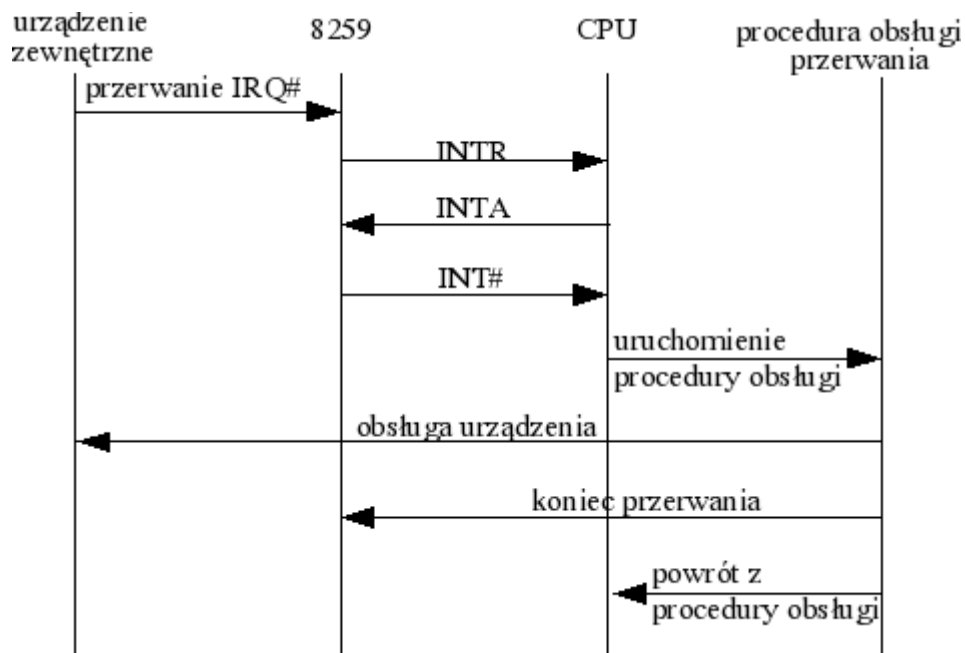 urządzenie
zewnętrzne
8259
CPU
procedura obsługi
przerwania
przerwanie IRQ#
INTR
INTA
INT#
uruchomienie
procedury obsługi
obsługa urządzenia
koniec przerwania
powrót z
procedury obsługi